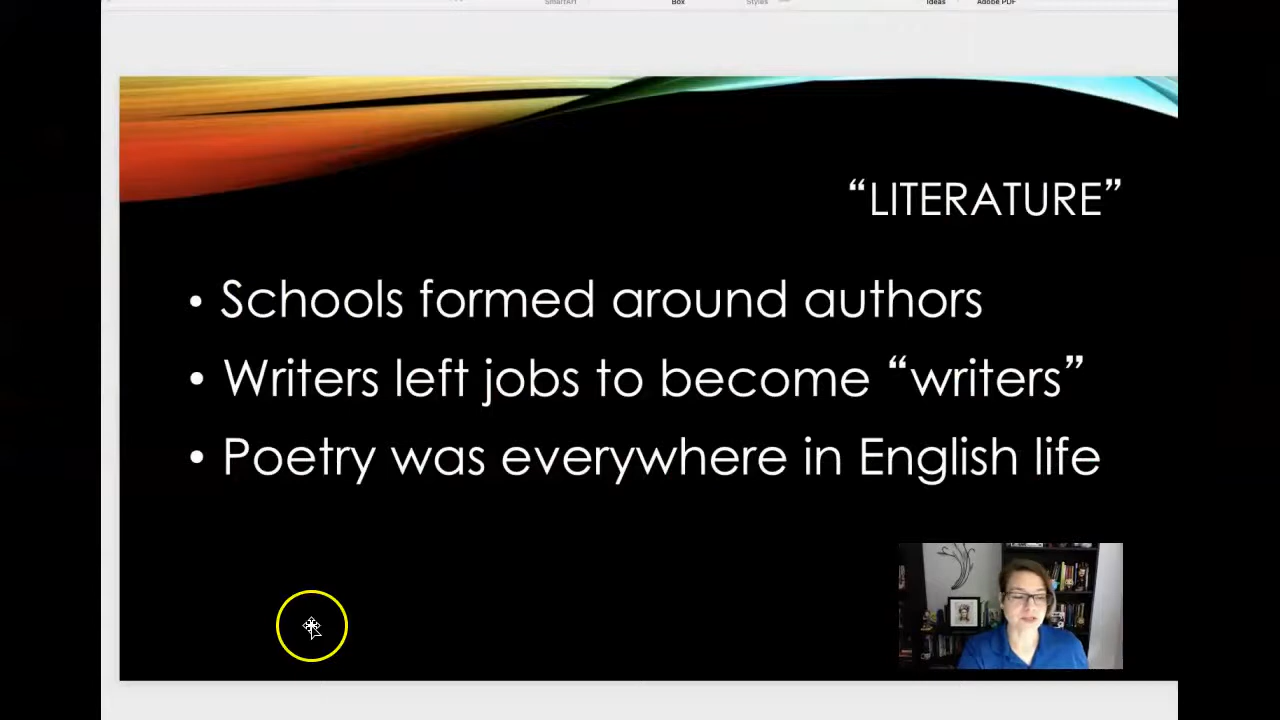 SmartArt Box Styles Ideas Adobe PDF
“LITERATURE”
• Schools formed around authors
• Writers left jobs to become “writers”
• Poetry was everywhere in English life